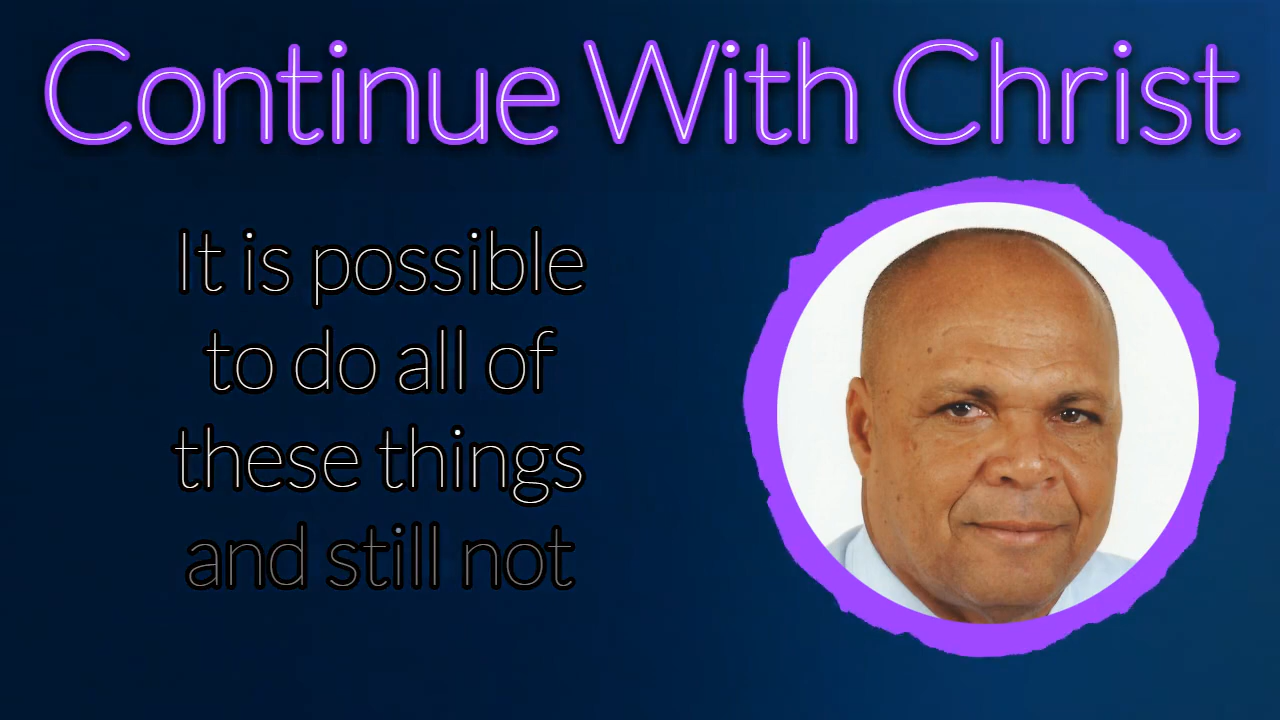 Continue With Christ
It is possible
to do all of
these things
and still not